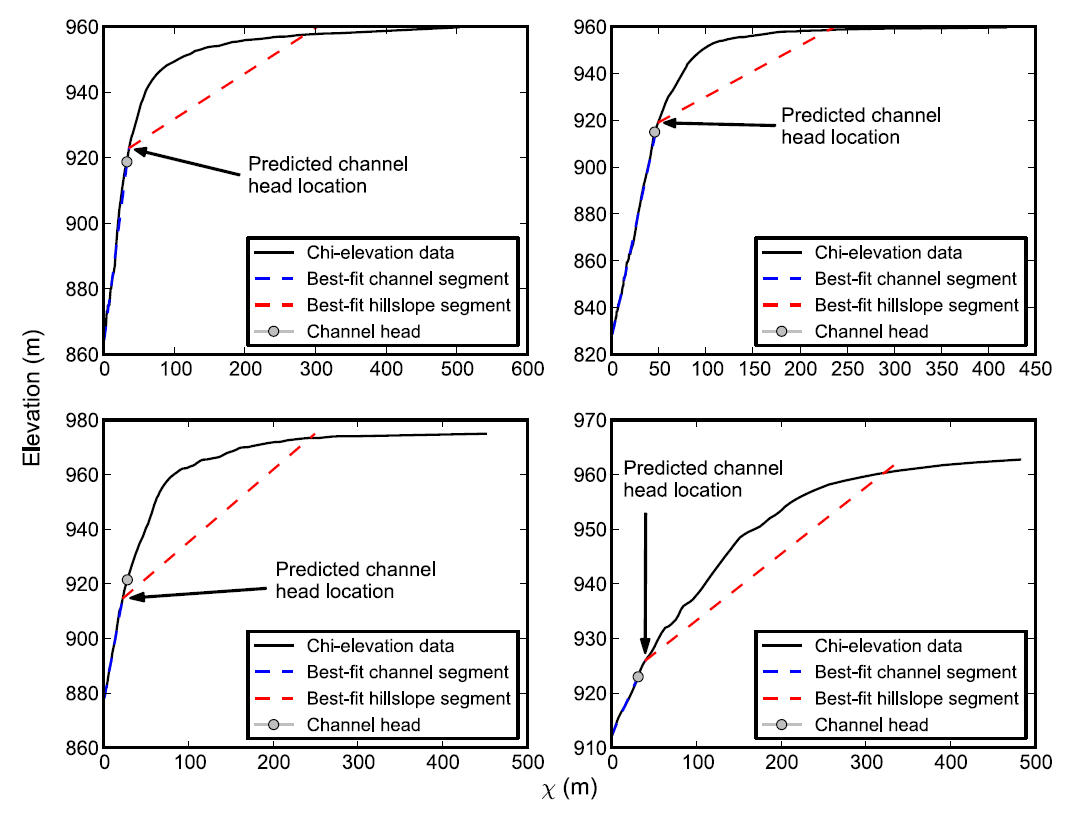 960
940
920
900
880
860
0
100
200
300
400
500
600
Predicted channel
head location
Chi-elevation data
Best-fit channel segment
Best-fit hillslope segment
Channel head
960
940
920
900
880
860
840
820
0
50
100
150
200
250
300
350
400
450
Predicted channel
head location
Chi-elevation data
Best-fit channel segment
Best-fit hillslope segment
Channel head
Elevation (m)
980
960
940
920
900
880
860
0
100
200
300
400
500
Predicted channel
head location
Chi-elevation data
Best-fit channel segment
Best-fit hillslope segment
Channel head
970
960
950
940
930
920
910
0
100
200
300
400
500
Predicted channel
head location
Chi-elevation data
Best-fit channel segment
Best-fit hillslope segment
Channel head
χ (m)